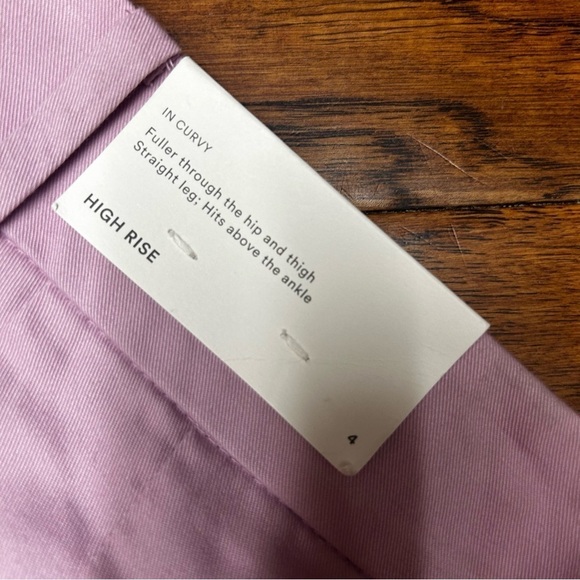 IN CURVY
Fuller through the hip and thigh
Straight leg; Hits above the ankle
HIGH RISE
4